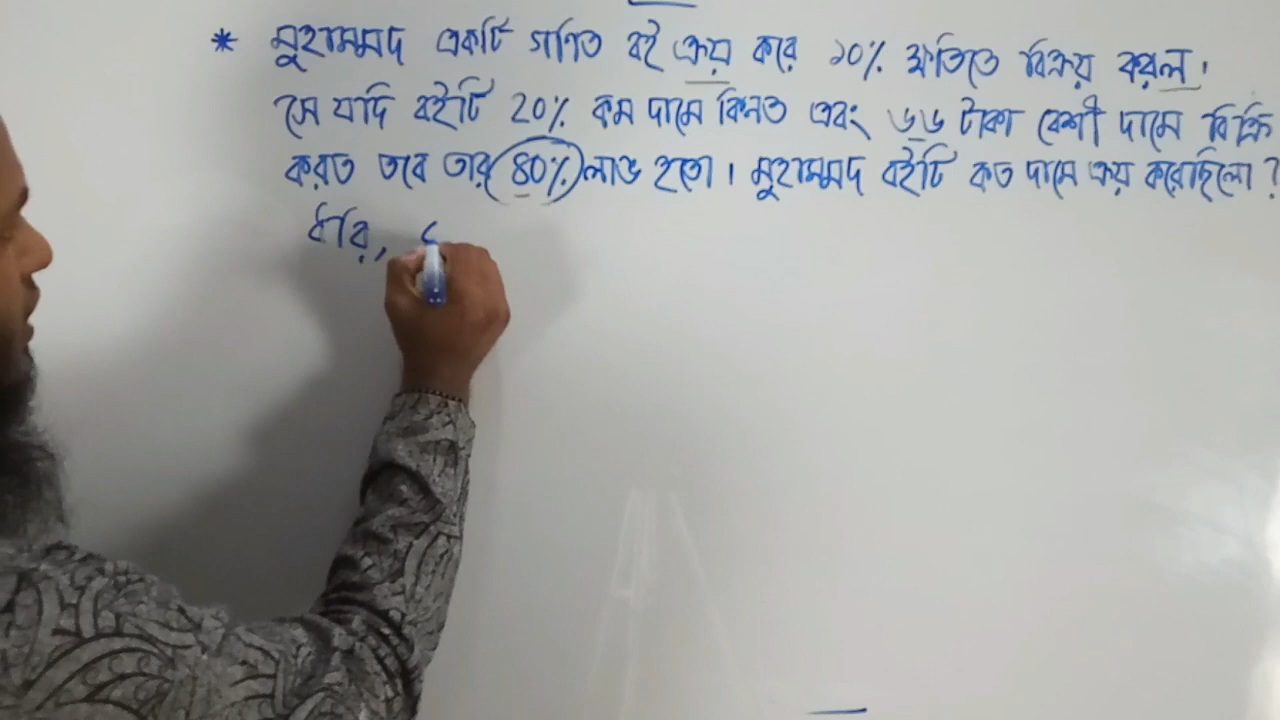 * মুহাম্মদ একটি গণিত বই ক্রয় করে ১০% ক্ষতিতে বিক্রয় করল।
সে যদি বইটি 20% কম দামে কিনত এবং ৬৬ টাকা বেশী দামে বিক্রি
করত তবে তার 80% লাভ হতো। মুহাম্মদ বইটি কত দামে ক্রয় করেছিলো?
ধরি,